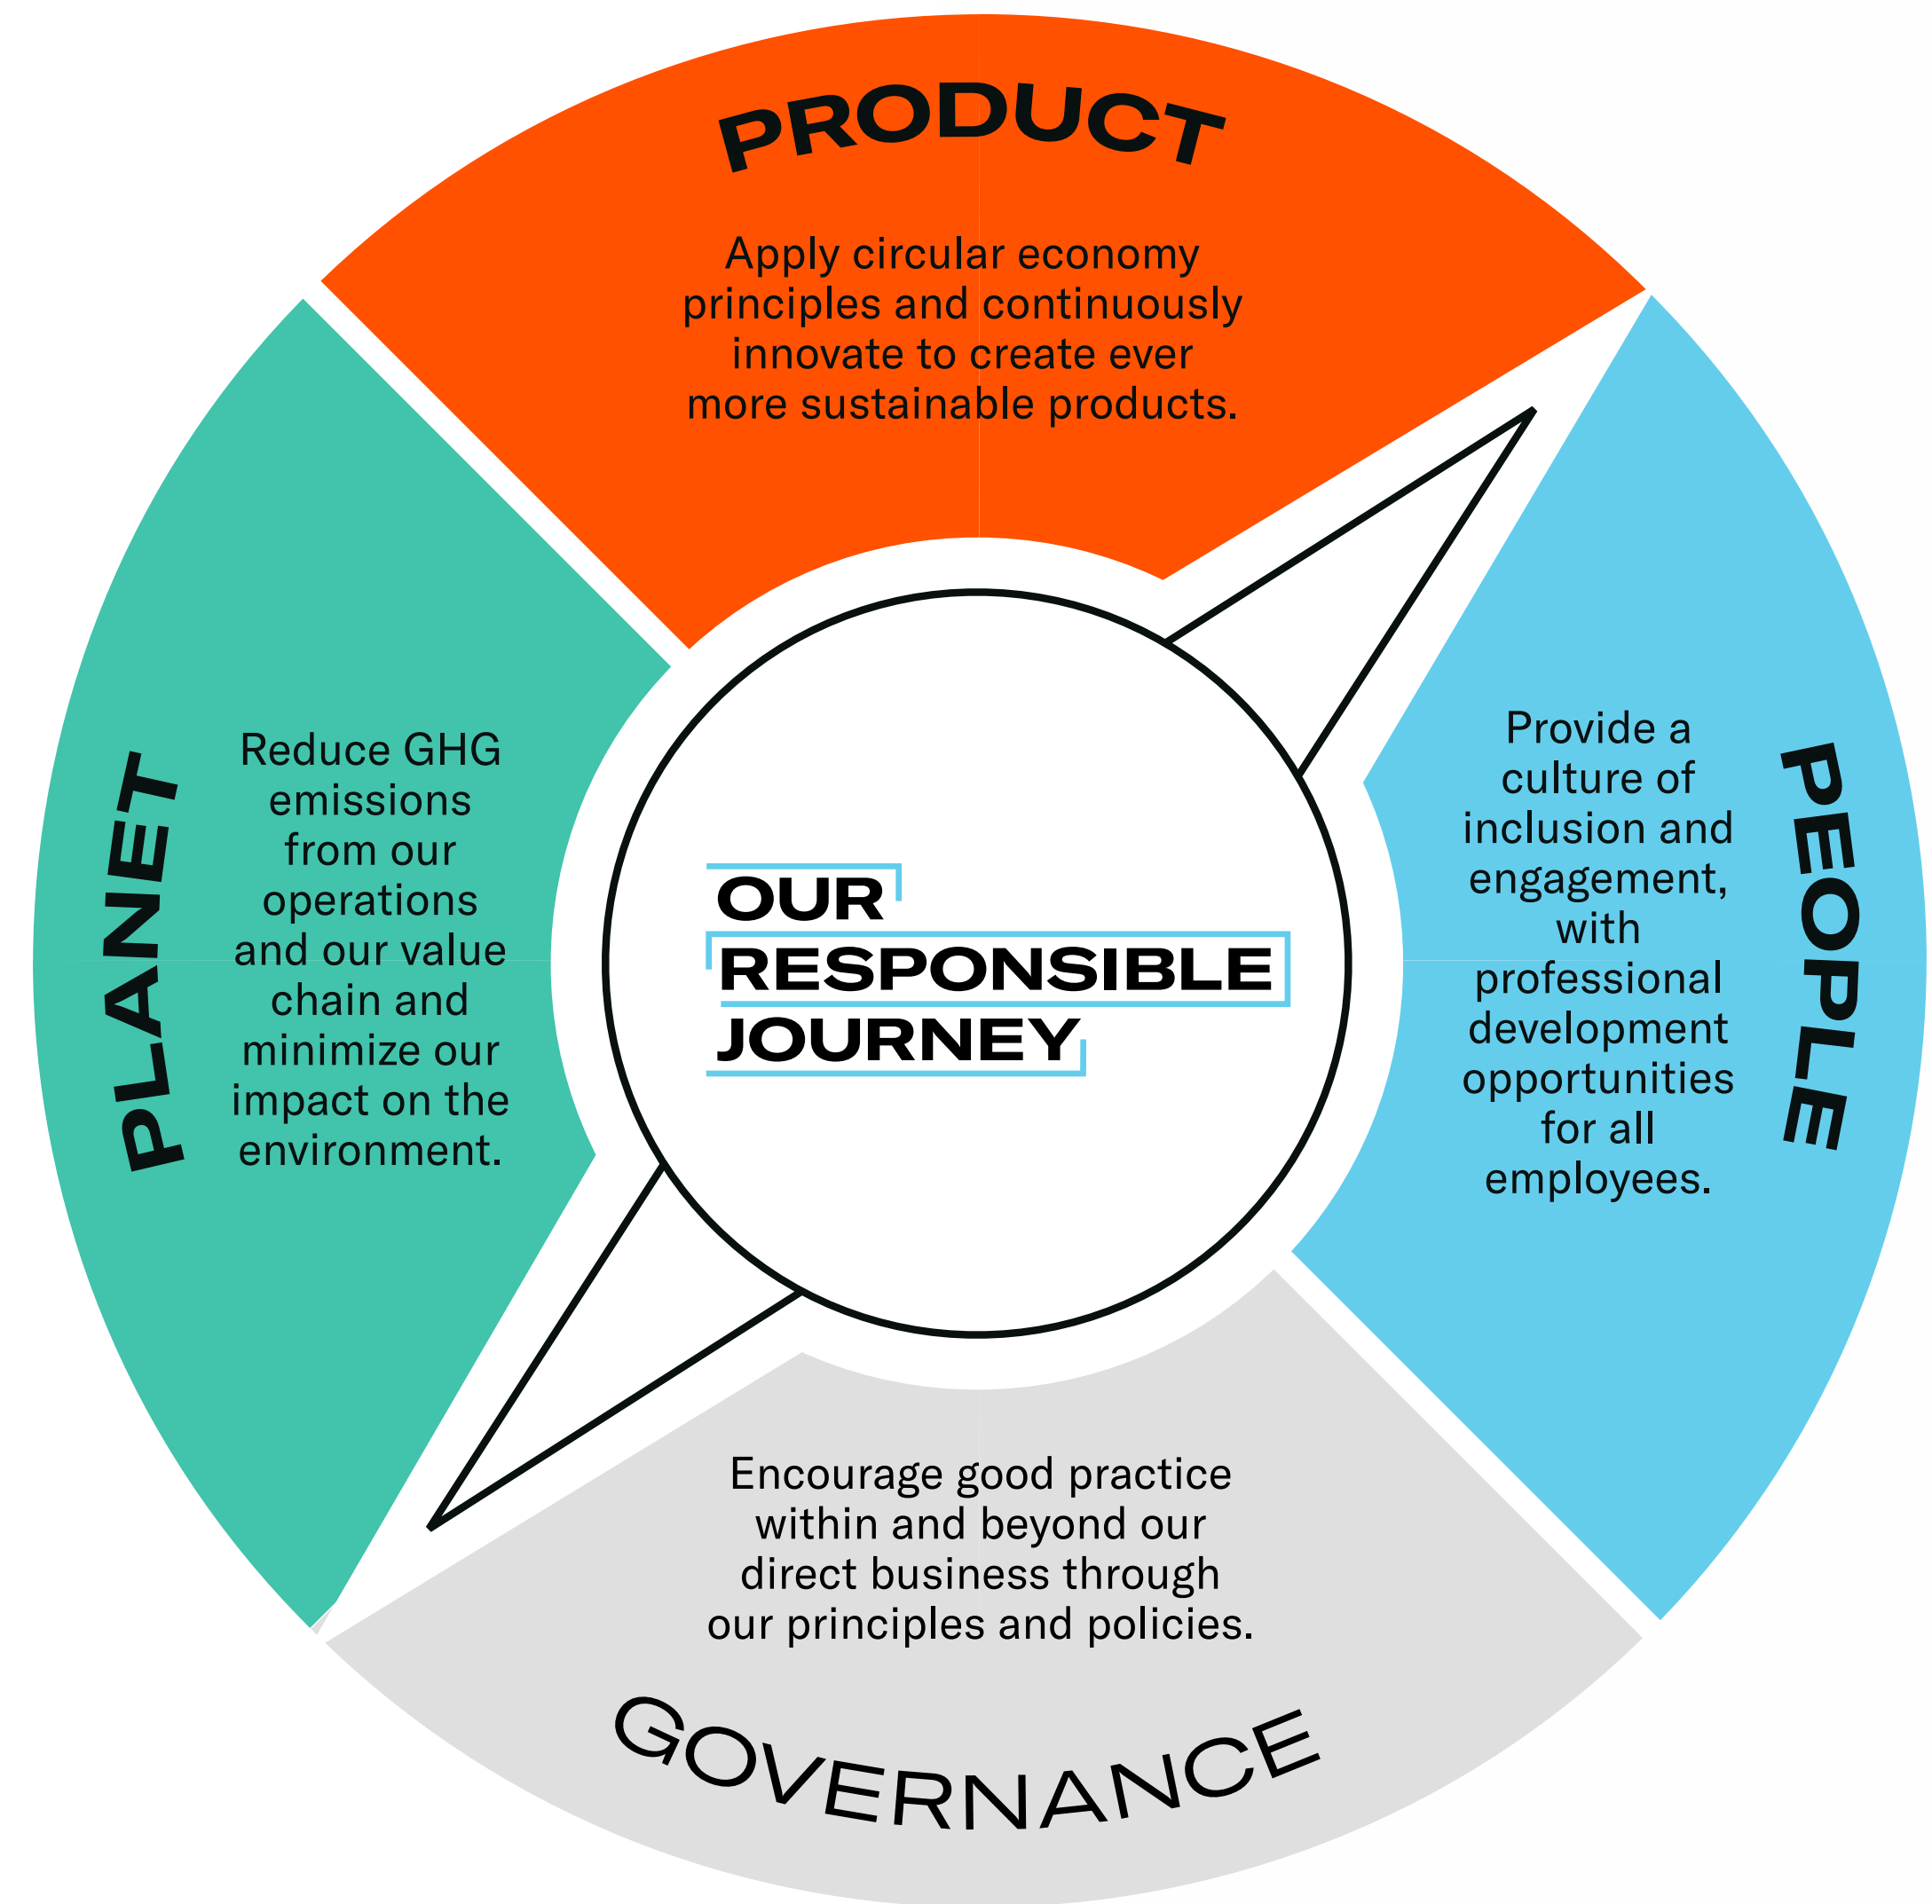 PRODUCT
Apply circular economy
principles and continuously
innovate to create ever
more sustainable products.
PLANET
Reduce GHG
emissions
from our
operations
and our value
chain and
minimize our
impact on the
environment.
OUR
RESPONSIBLE
JOURNEY
PEOPLE
Provide a
culture of
inclusion and
engagement,
with
professional
development
opportunities
for all
employees.
Encourage good practice
within and beyond our
direct business through
our principles and policies.
GOVERNANCE